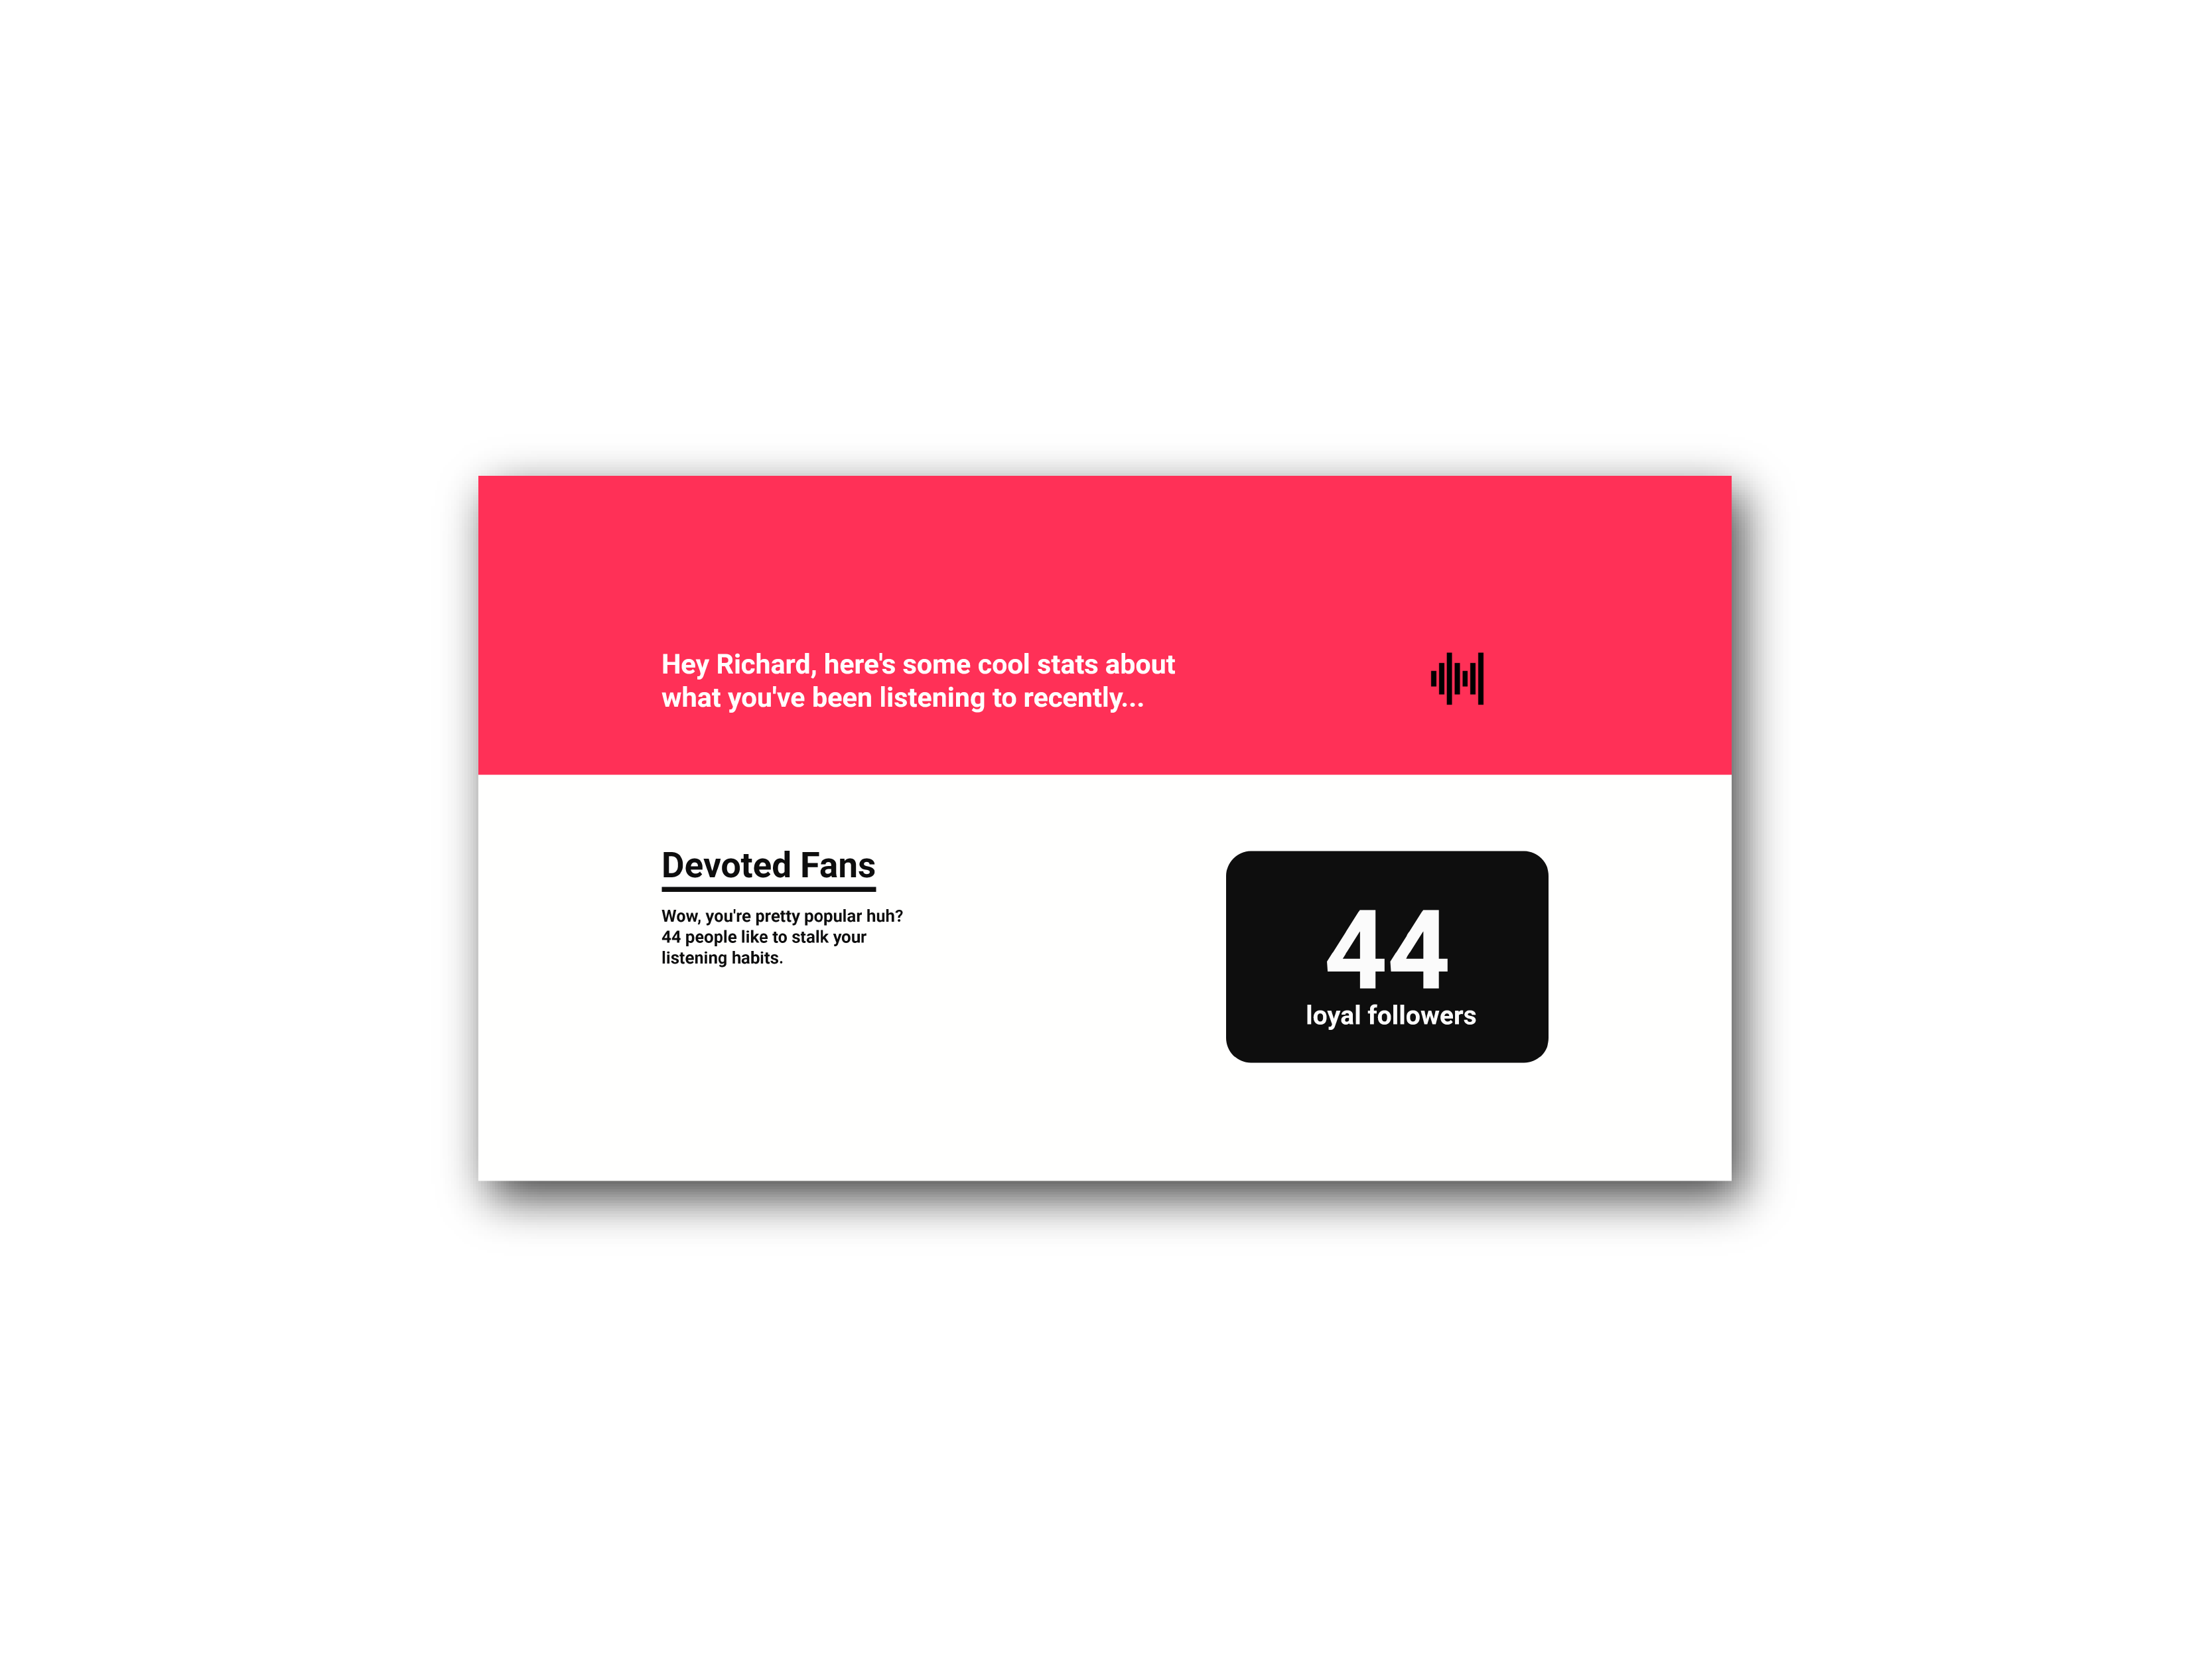 Hey Richard, here's some cool stats about
what you've been listening to recently...
Devoted Fans
Wow, you're pretty popular huh?
44 people like to stalk your
listening habits.
44
loyal followers